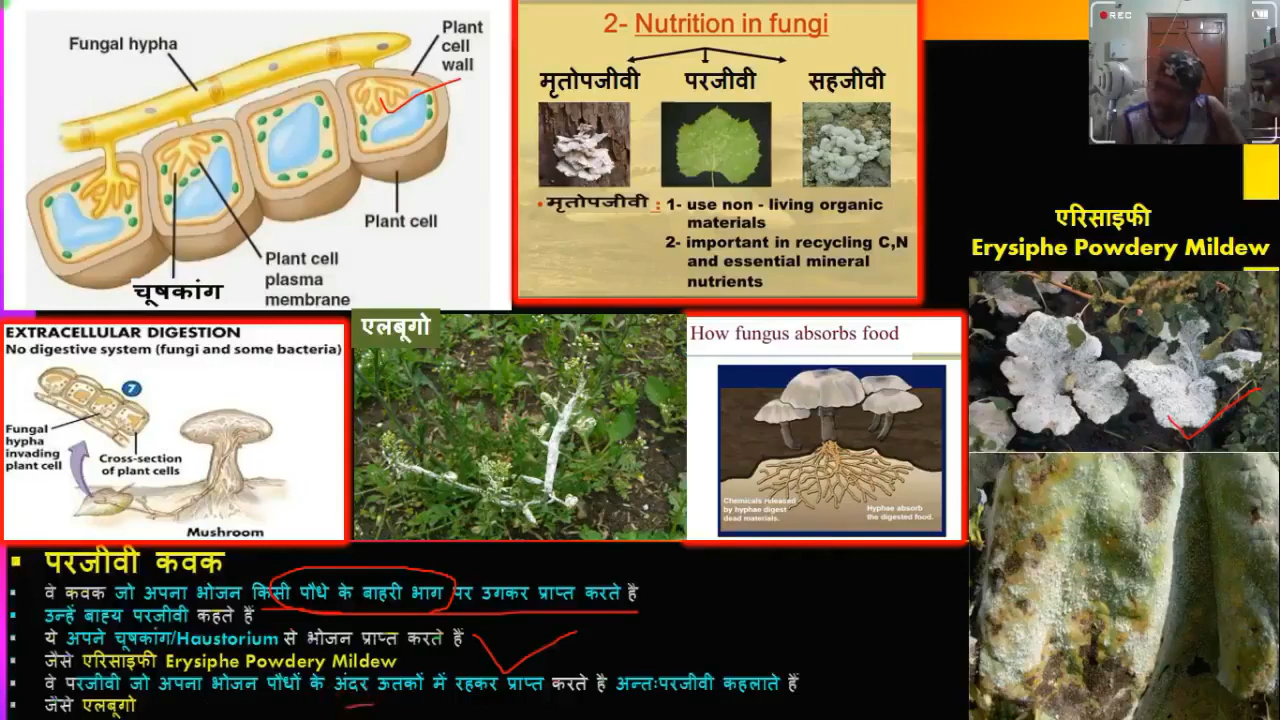 Fungal hypha
Plant
cell
wall
Plant cell
Plant cell
plasma
membrane
चूषकांग
2- Nutrition in fungi
मृतोपजीवी परजीवी सहजीवी
• मृतोपजीवी : 1- use non - living organic
materials
2- important in recycling C,N
and essential mineral
nutrients
REC
एरिसाइफी
Erysiphe Powdery Mildew
EXTRACELLULAR DIGESTION
No digestive system (fungi and some bacteria)
7
Fungal
hypha
invading
plant cell
Cross-section
of plant cells
Mushroom
एलबूगो
How fungus absorbs food
Chemicals released
by hyphae digest
dead materials.
Hyphae absorb
the digested food.
परजीवी कवक
वे कवक जो अपना भोजन किसी पौधे के बाहरी भाग पर उगकर प्राप्त करते है
उन्हें बाह्य परजीवी कहते हैं
ये अपने चूषकांग/Haustorium से भोजन प्राप्त करते हैं
जैसे एरिसाइफी Erysiphe Powdery Mildew
वे परजीवी जो अपना भोजन पौधों के अंदर ऊतकों में रहकर प्राप्त करते है अन्तःपरजीवी कहलाते हैं
जैसे एलबूगो